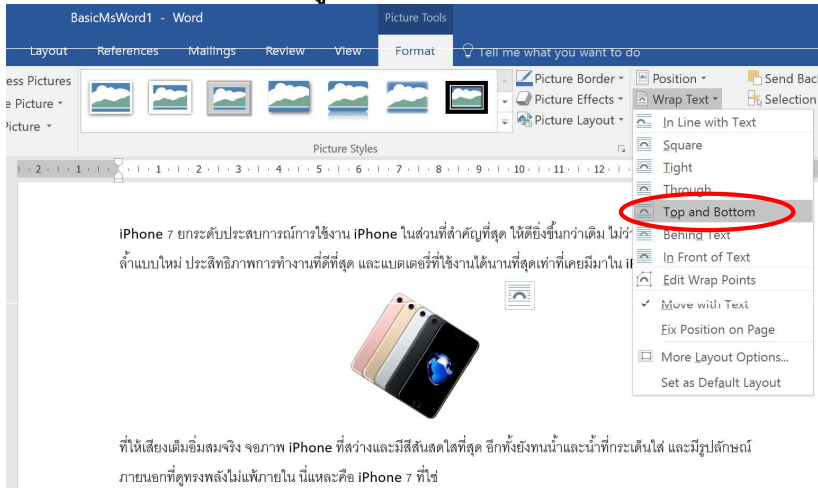 BasicMsWord1 - Word
Picture Tools
Layout References Mailings Review View Format Tell me what you want to do
ess Pictures
e Picture
Picture
Picture Styles
Picture Border
Picture Effects
Picture Layout
Position
Wrap Text
Send Bac
Selection
In Line with Text
Square
Tight
Through
Top and Bottom
Behind Text
In Front of Text
Edit Wrap Points
Move with Text
Fix Position on Page
More Layout Options...
Set as Default Layout
2 1 1 2 3 4 5 6 7 8 9 10 11 12
iPhone 7 ยกระดับประสบการณ์การใช้งาน iPhone ในส่วนที่สำคัญที่สุด ให้ดียิ่งขึ้นกว่าเดิม ไม่ว่
ล้ำแบบใหม่ ประสิทธิภาพการทำงานที่ดีที่สุด และแบตเตอรี่ที่ใช้งานได้นานที่สุดเท่าที่เคยมีมาใน iP
ที่ให้เสียงเต็มอิ่มสมจริง จอภาพ iPhone ที่สว่างและมีสีสันสดใสที่สุด อีกทั้งยังทนน้ำและน้ำที่กระเด็นใส่ และมีรูปลักษณ์
ภายนอกที่ดูทรงพลังไม่แพ้ภายใน นี่แหละคือ iPhone 7 ที่ใช่